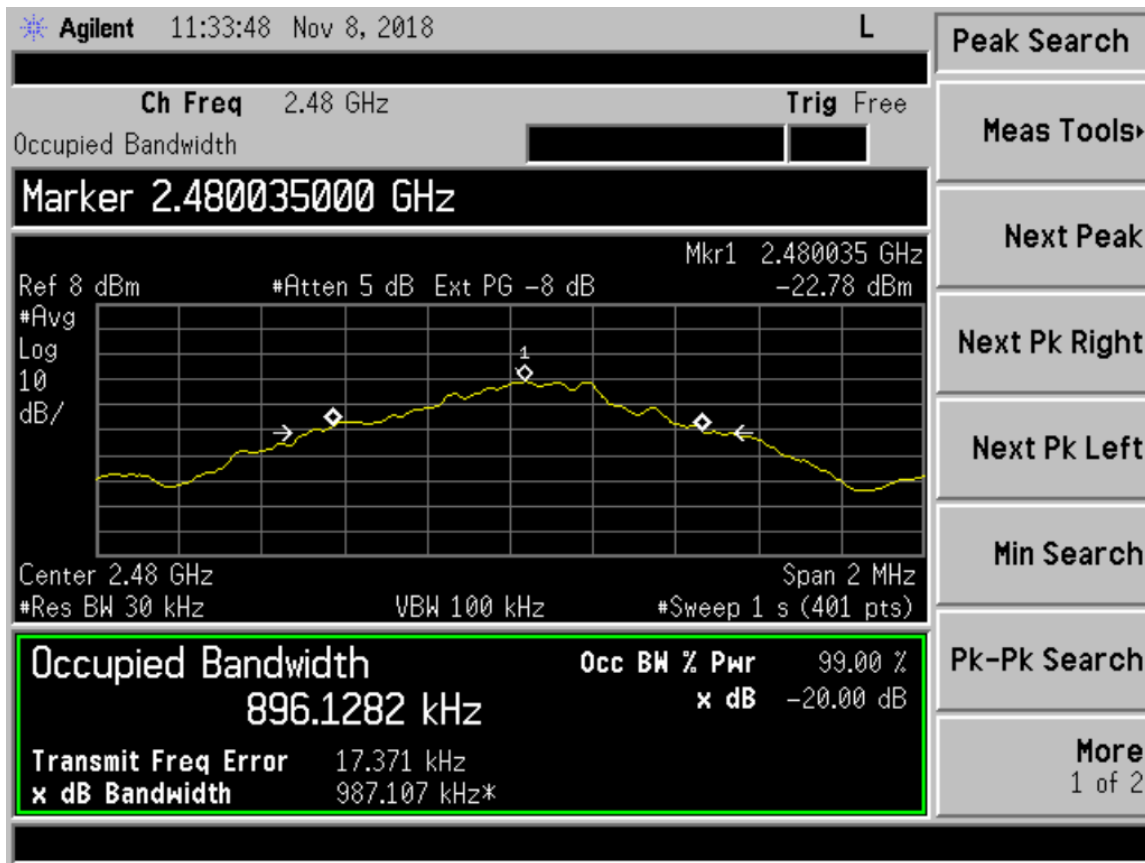 Agilent 11:33:48 Nov 8, 2018 L
Peak Search
Ch Freq 2.48 GHz Trig Free
Occupied Bandwidth
Meas Tools
Marker 2.480035000 GHz
Next Peak
Mkr1 2.480035 GHz
Ref 8 dBm #Atten 5 dB Ext PG -8 dB -22.78 dBm
#Avg
Log
10
dB/
1
Next Pk Right
Next Pk Left
Center 2.48 GHz Span 2 MHz
#Res BW 30 kHz VBW 100 kHz #Sweep 1 s (401 pts)
Min Search
Occupied Bandwidth Occ BW % Pwr 99.00 %
896.1282 kHz x dB -20.00 dB
Transmit Freq Error 17.371 kHz
x dB Bandwidth 987.107 kHz*
Pk-Pk Search
More
1 of 2